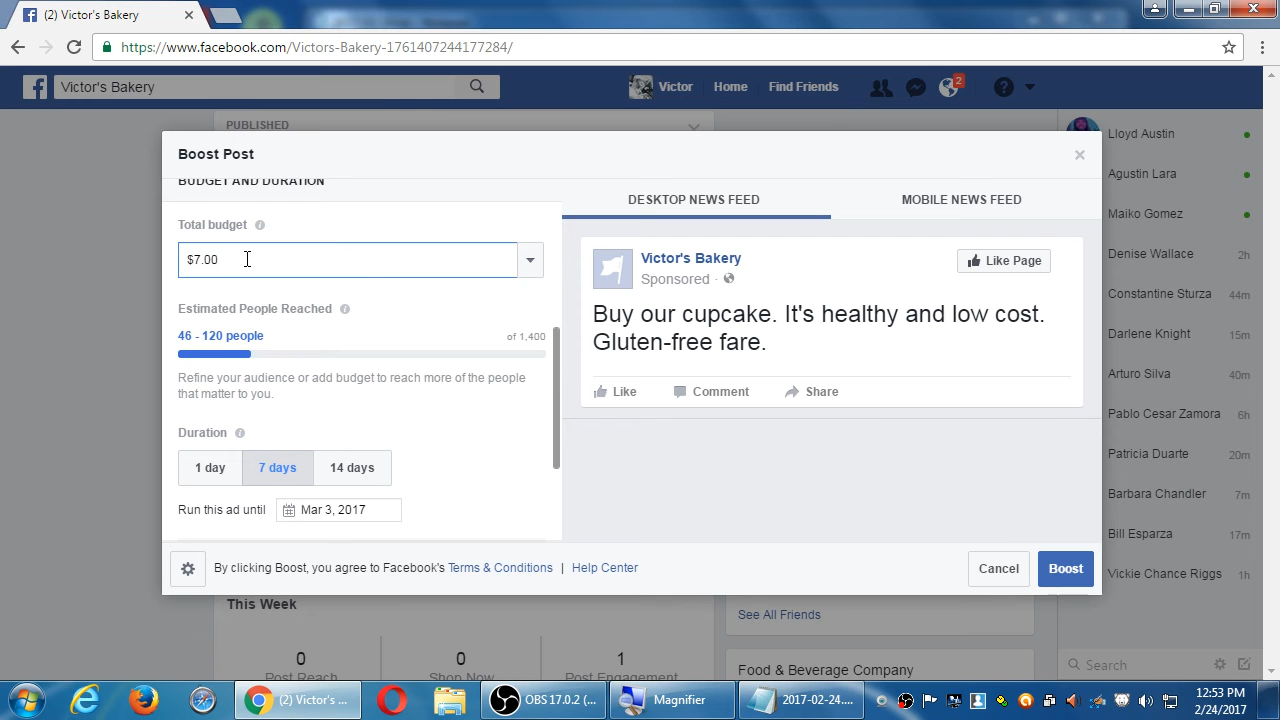 (2) Victor's Bakery
https://www.facebook.com/Victors-Bakery-1761407244177284/
Victor's Bakery
Victor
Home
Find Friends
2
PUBLISHED
Boost Post
BUDGET AND DURATION
Total budget
$7.00
Estimated People Reached
46 - 120 people
of 1,400
Refine your audience or add budget to reach more of the people
that matter to you.
Duration
1 day
7 days
14 days
Run this ad until
Mar 3, 2017
DESKTOP NEWS FEED
MOBILE NEWS FEED
Victor's Bakery
Sponsored ·
Like Page
Buy our cupcake. It's healthy and low cost.
Gluten-free fare.
Like
Comment
Share
By clicking Boost, you agree to Facebook's Terms & Conditions | Help Center
Cancel
Boost
This Week
0
Post Reach
0
Shop Now
1
Post Engagement
See All Friends
Food & Beverage Company
Lloyd Austin
Agustin Lara
Maiko Gomez
Denise Wallace 2h
Constantine Sturza 44m
Darlene Knight 15m
Arturo Silva 40m
Pablo Cesar Zamora 6h
Patricia Duarte 20m
Barbara Chandler 7m
Bill Esparza 17m
Vickie Chance Riggs 1h
Search
(2) Victor's ...
OBS 17.0.2 (...
Magnifier
2017-02-24....
12:53 PM
2/24/2017